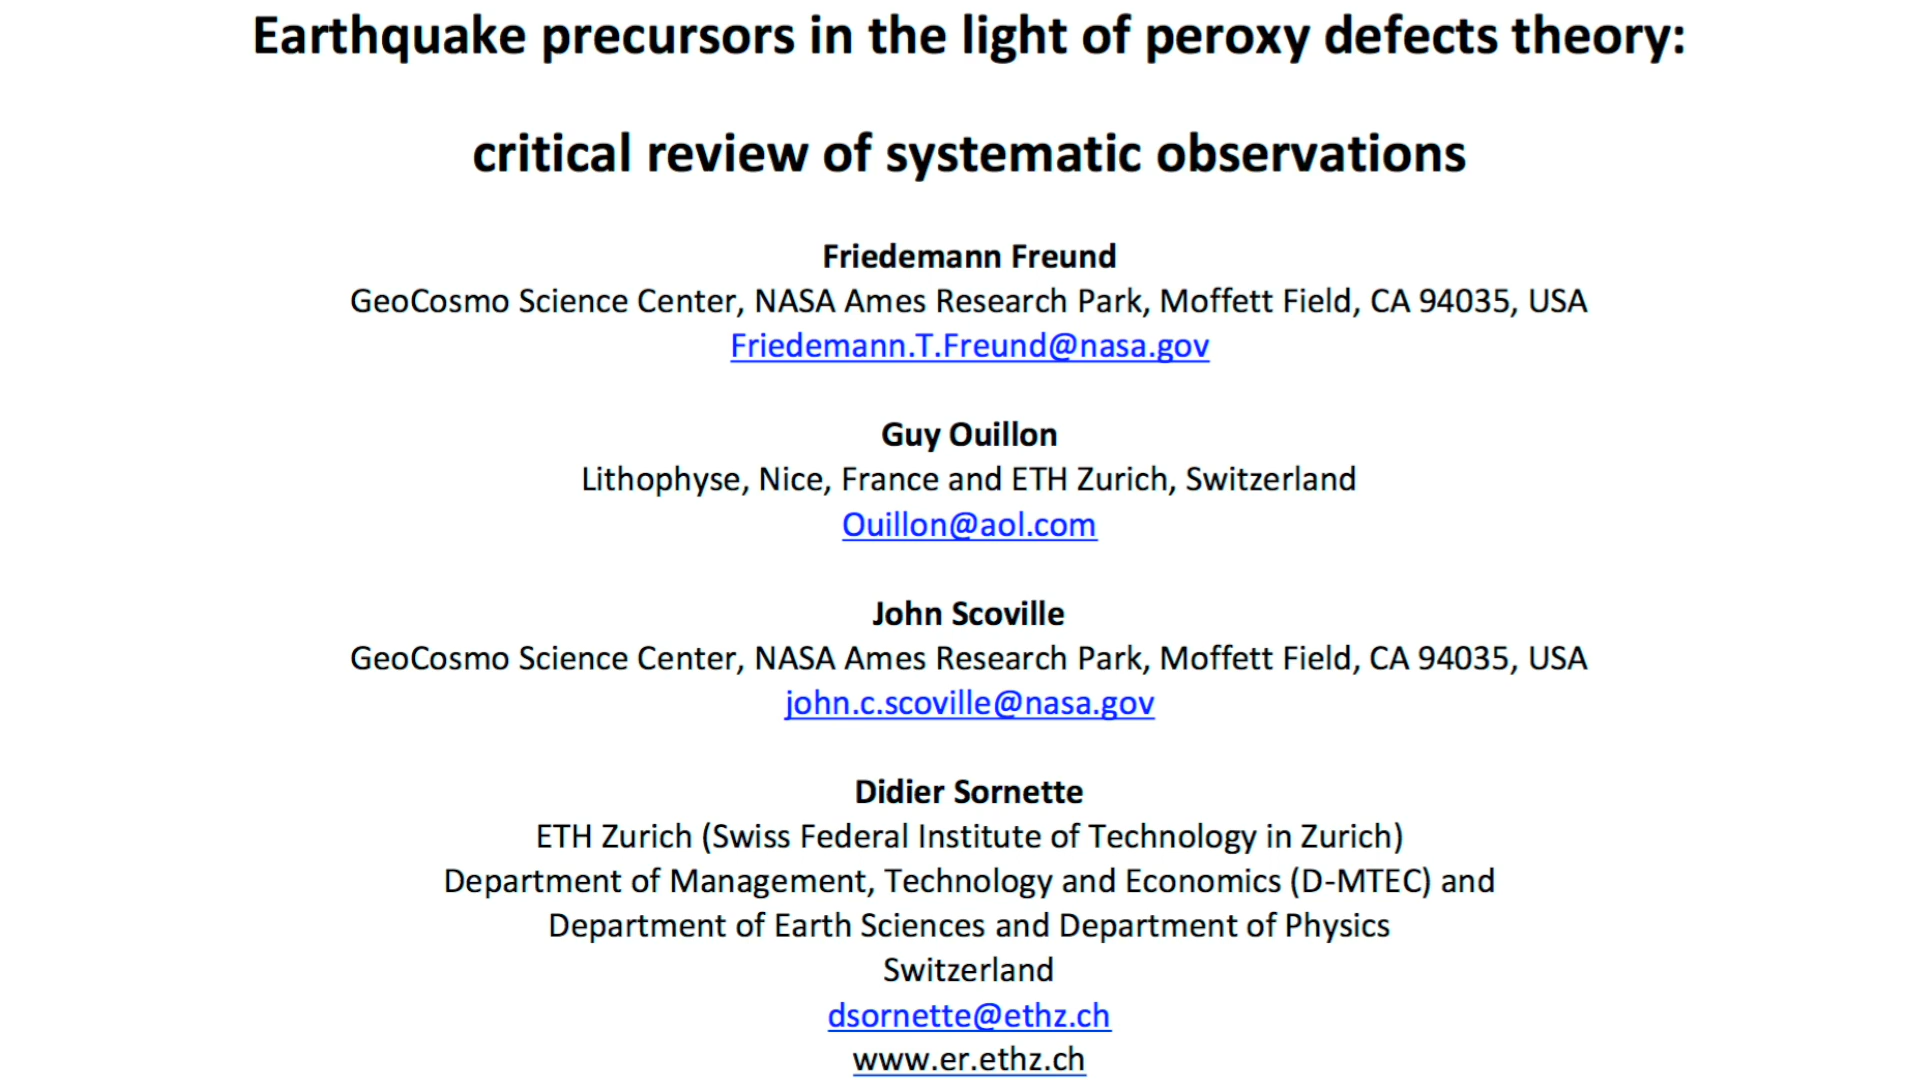 Earthquake precursors in the light of peroxy defects theory:
critical review of systematic observations
Friedemann Freund
GeoCosmo Science Center, NASA Ames Research Park, Moffett Field, CA 94035, USA
Friedemann.T.Freund@nasa.gov
Guy Ouillon
Lithophyse, Nice, France and ETH Zurich, Switzerland
Ouillon@aol.com
John Scoville
GeoCosmo Science Center, NASA Ames Research Park, Moffett Field, CA 94035, USA
john.c.scoville@nasa.gov
Didier Sornette
ETH Zurich (Swiss Federal Institute of Technology in Zurich)
Department of Management, Technology and Economics (D-MTEC) and
Department of Earth Sciences and Department of Physics
Switzerland
dsornette@ethz.ch
www.er.ethz.ch